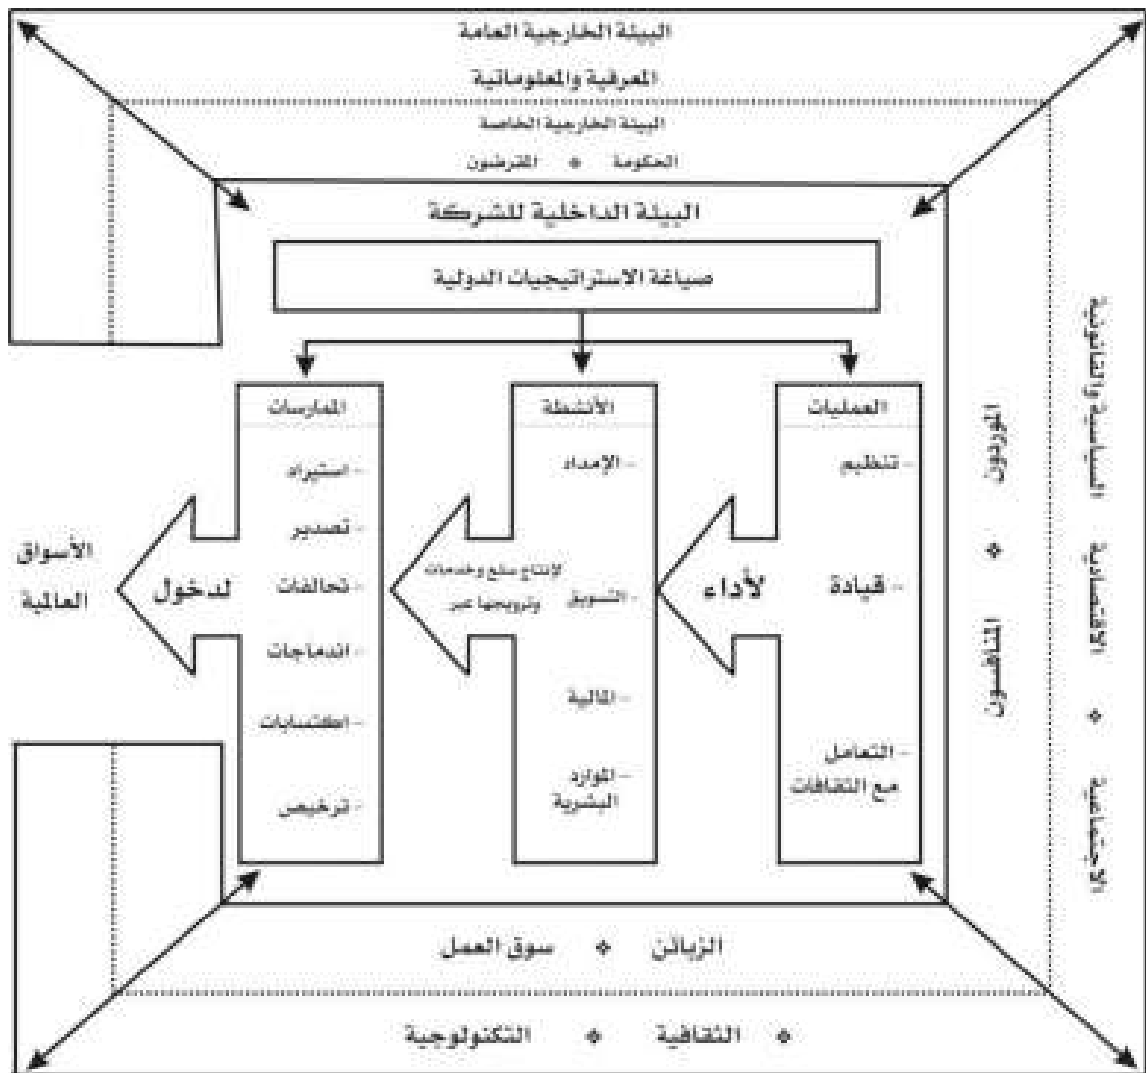 البيئة الخارجية العامة
المعرفية والمعلوماتية
البيئة الخارجية الخاصة
الحكومة ❖ المقرضون
البيئة الداخلية للشركة
صياغة الاستراتيجيات الدولية
العمليات
- تنظيم
- قيادة
- التعامل
مع الثقافات
لأداء
الأنشطة
- الإمداد
- التسويق
- المالية
- الموارد
البشرية
لإنتاج سلع وخدمات
وترويجها عبر
الممارسات
- استيراد
- تصدير
- تحالفات
- اندماجات
- اكتسابات
- ترخيص
لدخول
الأسواق
العالمية
الموردون ❖ المنافسون
السياسية والقانونية الاقتصادية ❖ الاجتماعية
الزبائن ❖ سوق العمل
❖ الثقافية ❖ التكنولوجية